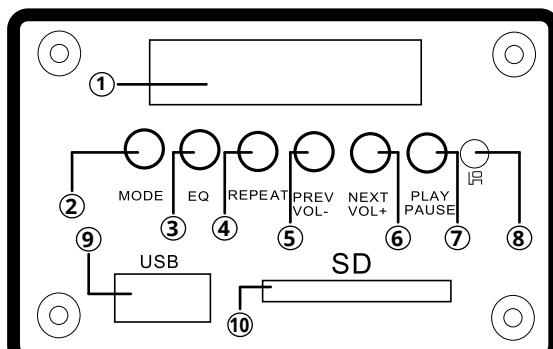 ①
MODE EQ REPEAT PREV NEXT PLAY
VOL- VOL+ PAUSE
② ③ ④ ⑤ ⑥ ⑦ ⑧
⑨ USB SD
⑩